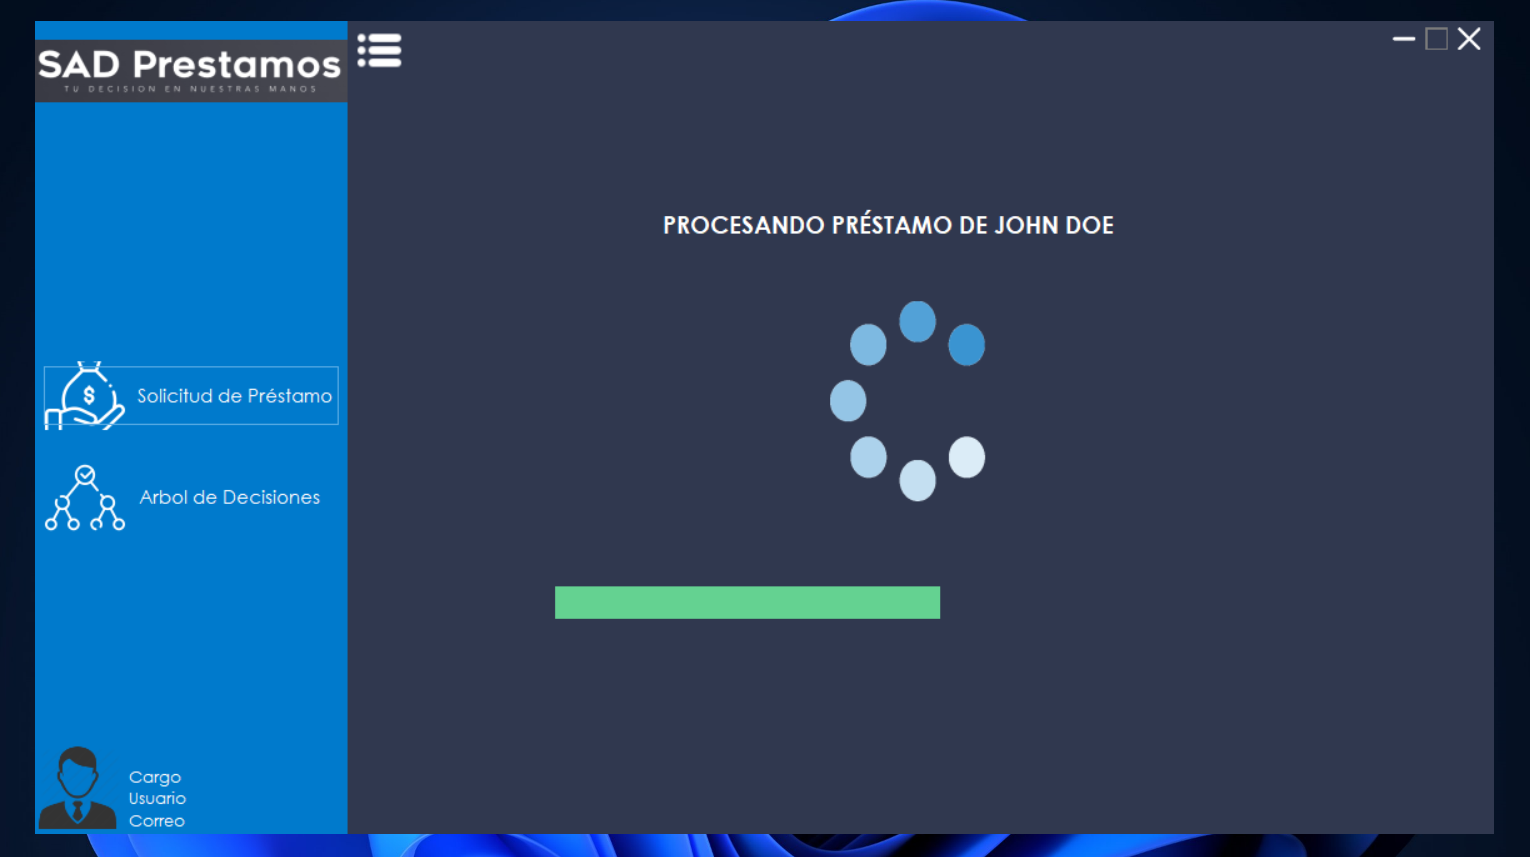 SAD Prestamos
TU DECISION EN NUESTRAS MANOS
PROCESANDO PRÉSTAMO DE JOHN DOE
$
Solicitud de Préstamo
Arbol de Decisiones
Cargo
Usuario
Correo